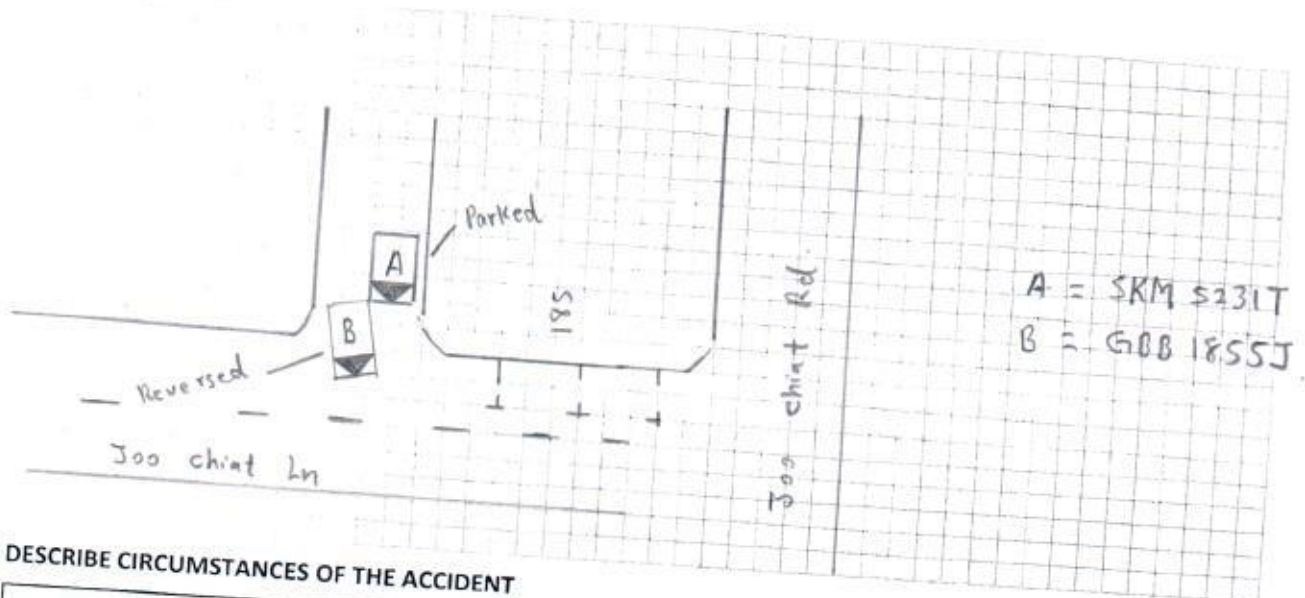 Parked
A
B
185
Reversed
Joo chiat Ln
Joo chiat Rd.
A = SKM 5231T
B = GBB 1855J.
DESCRIBE CIRCUMSTANCES OF THE ACCIDENT